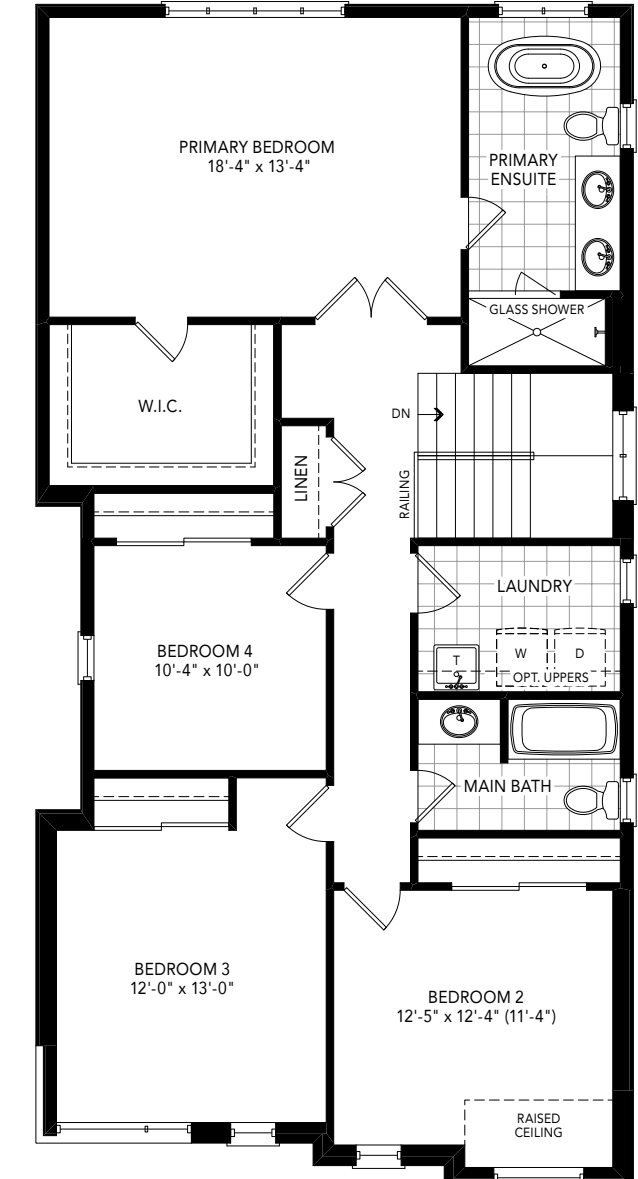 PRIMARY BEDROOM
18'-4" x 13'-4"
PRIMARY
ENSUITE
GLASS SHOWER
W.I.C.
DN
LINEN
RAILING
LAUNDRY
T
W
D
OPT. UPPERS
BEDROOM 4
10'-4" x 10'-0"
MAIN BATH
BEDROOM 3
12'-0" x 13'-0"
BEDROOM 2
12'-5" x 12'-4" (11'-4")
RAISED
CEILING